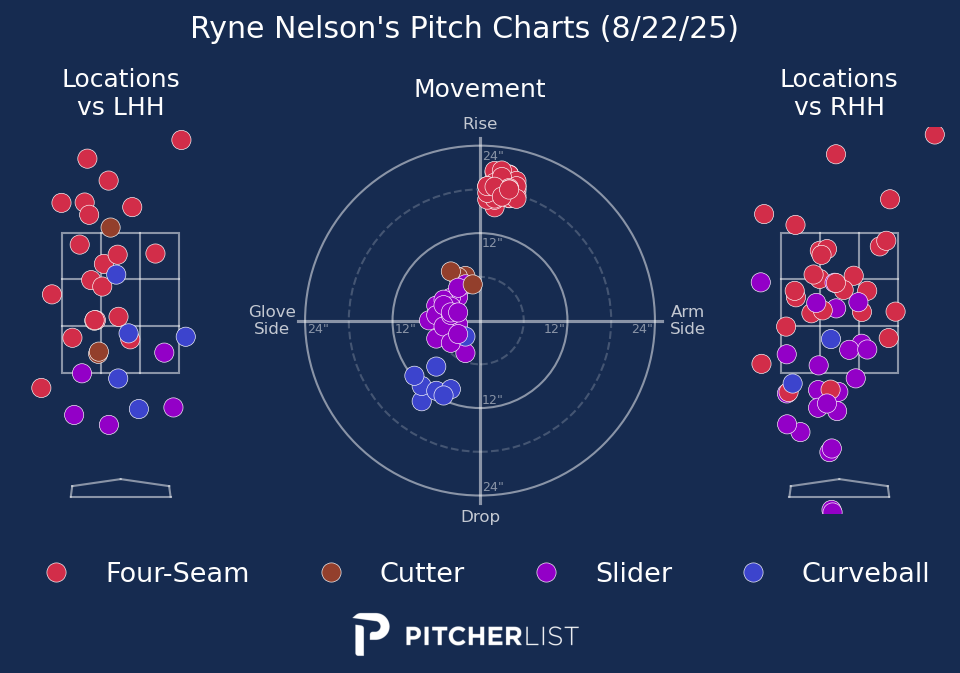 Ryne Nelson's Pitch Charts (8/22/25)
Locations
vs LHH
Movement
Locations
vs RHH
Rise
24"
12"
Glove
Side
24"
12"
12"
24"
Arm
Side
12"
24"
Drop
Four-Seam
Cutter
Slider
Curveball
PITCHERLIST